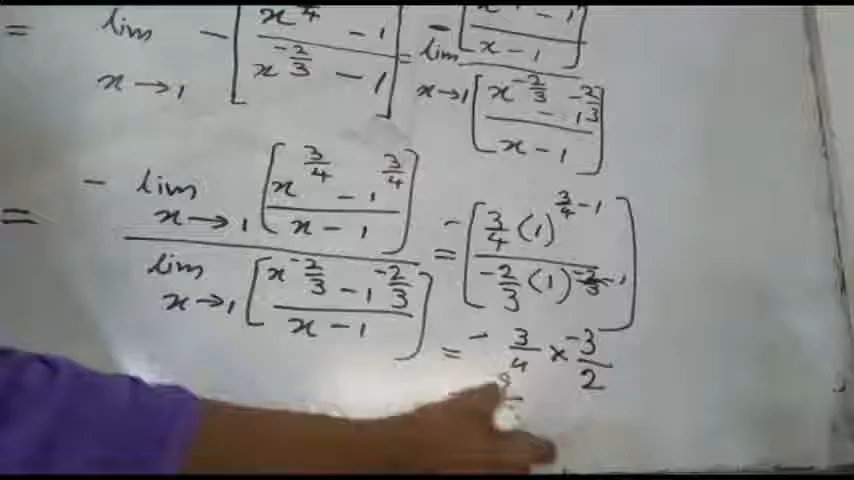 = lim x→1 -[x^{3/4} - 1 / x^{-2/3} - 1] = lim x→1 -[ - 1 / x - 1] / [x^{-2/3} - 1^{-2/3} / x - 1]
= - lim x→1 [x^{3/4} - 1^{3/4} / x - 1] / lim x→1 [x^{-2/3} - 1^{-2/3} / x - 1] = -[3/4 (1)^{3/4 - 1} / -2/3 (1)^{-2/3 - 1}]
= - 3/4 × -3/2